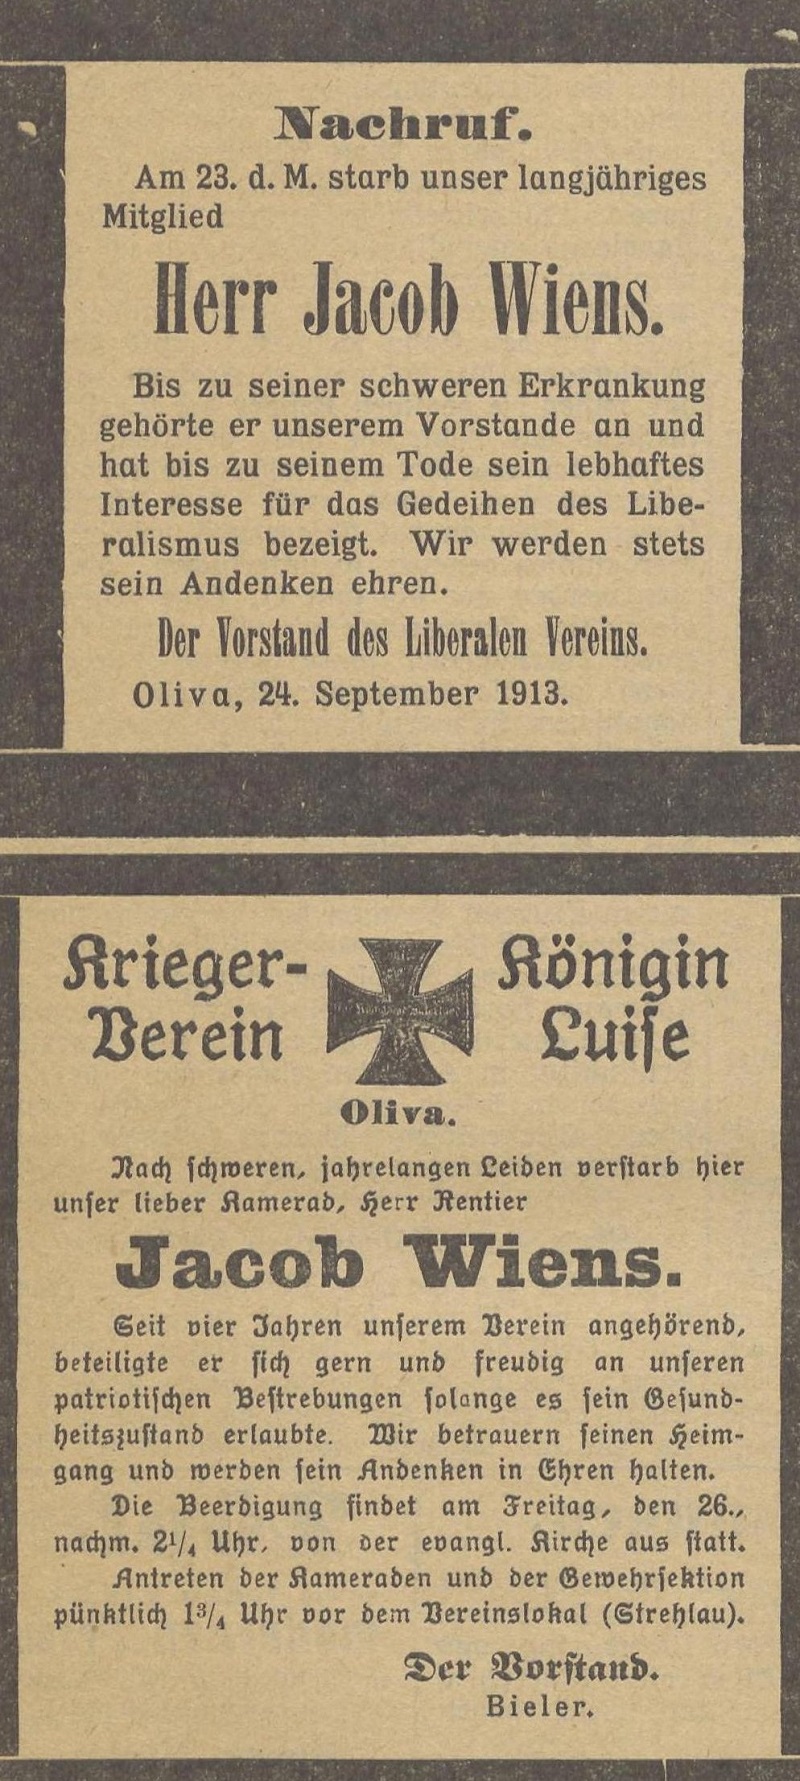 Nachruf.
Am 23. d. M. starb unser langjähriges
Mitglied
Herr Jacob Wiens.
Bis zu seiner schweren Erkrankung
gehörte er unserem Vorstande an und
hat bis zu seinem Tode sein lebhaftes
Interesse für das Gedeihen des Libe-
ralismus bezeigt. Wir werden stets
sein Andenken ehren.
Der Vorstand des Liberalen Vereins.
Oliva, 24. September 1913.
Krieger-
Verein
Königin
Luiſe
Oliva.
Nach ſchweren, jahrelangen Leiden verſtarb hier
unſer lieber Kamerad, Herr Rentier
Jacob Wiens.
Seit vier Jahren unſerem Verein angehörend,
beteiligte er ſich gern und freudig an unſeren
patriotiſchen Beſtrebungen ſolange es ſein Geſund-
heitszuſtand erlaubte. Wir betrauern ſeinen Heim-
gang und werden ſein Andenken in Ehren halten.
Die Beerdigung findet am Freitag, den 26.,
nachm. 2¹/₄ Uhr, von der evangl. Kirche aus ſtatt.
Antreten der Kameraden und der Gewehrſektion
pünktlich 1³/₄ Uhr vor dem Vereinslokal (Strehlau).
Der Vorſtand.
Bieler.